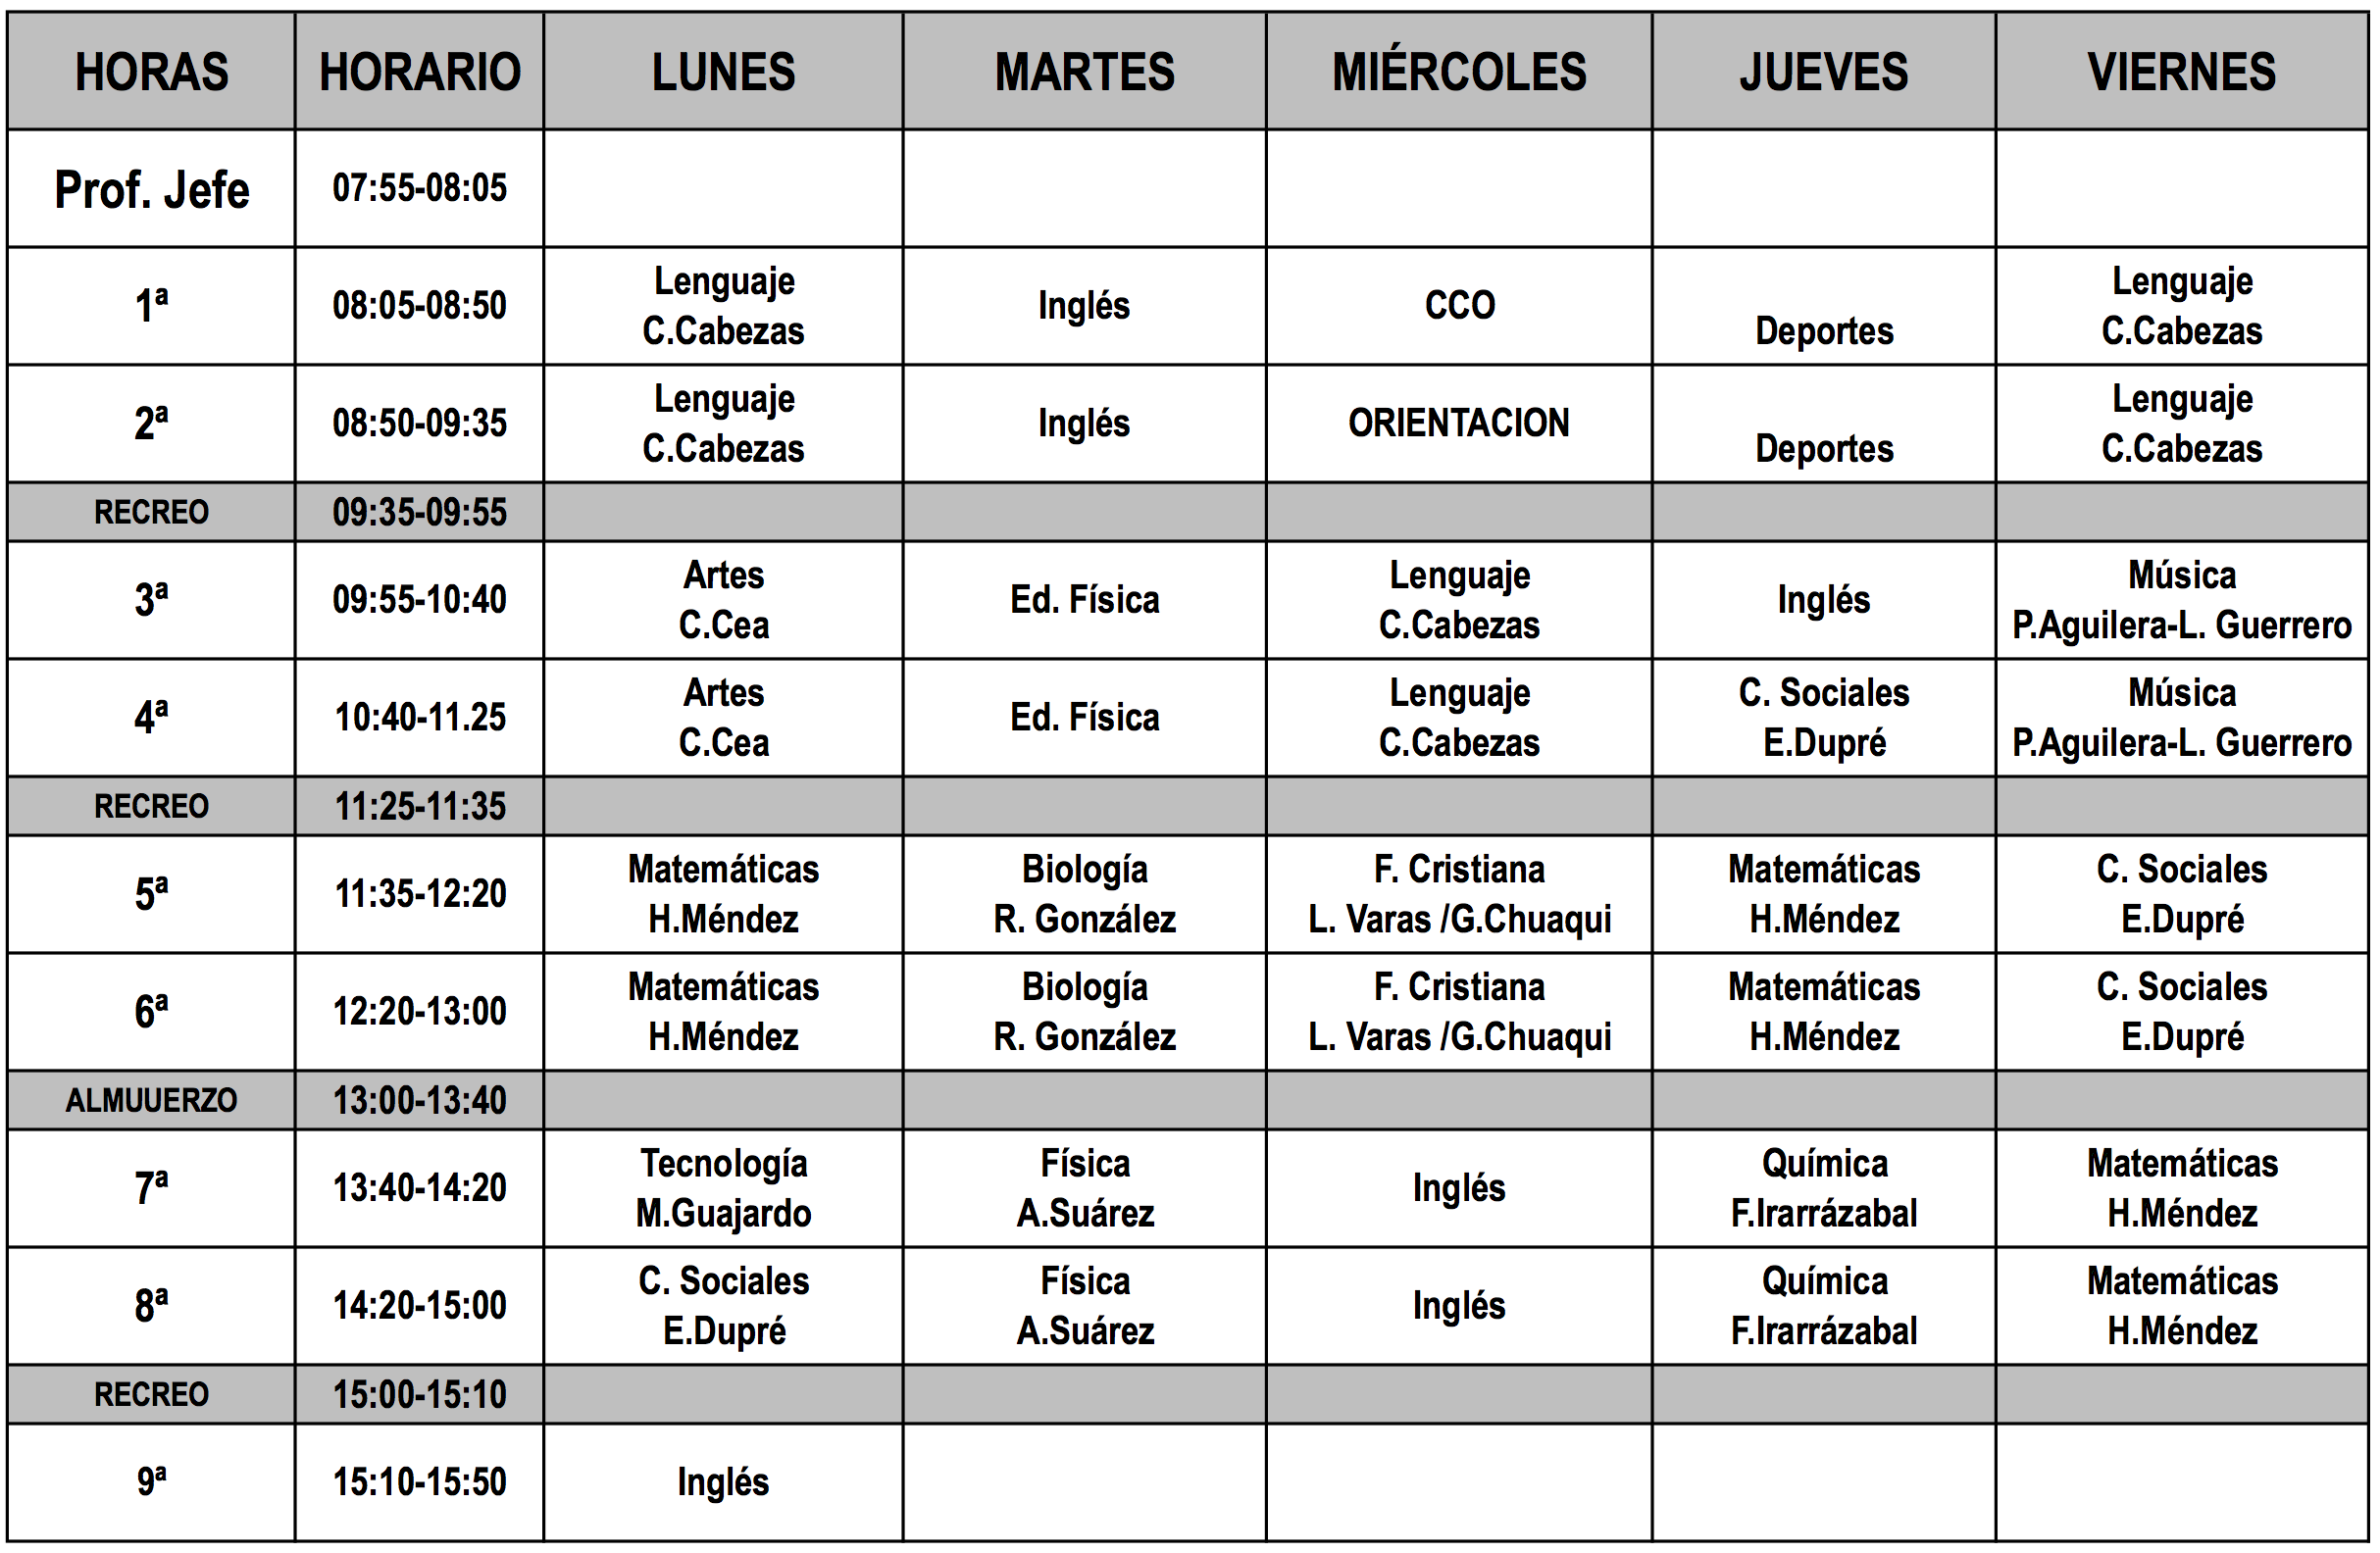 HORAS HORARIO LUNES MARTES MIÉRCOLES JUEVES VIERNES
Prof. Jefe 07:55-08:05
1ª 08:05-08:50 Lenguaje C.Cabezas Inglés CCO Deportes Lenguaje C.Cabezas
2ª 08:50-09:35 Lenguaje C.Cabezas Inglés ORIENTACION Deportes Lenguaje C.Cabezas
RECREO 09:35-09:55
3ª 09:55-10:40 Artes C.Cea Ed. Física Lenguaje C.Cabezas Inglés Música P.Aguilera-L. Guerrero
4ª 10:40-11.25 Artes C.Cea Ed. Física Lenguaje C.Cabezas C. Sociales E.Dupré Música P.Aguilera-L. Guerrero
RECREO 11:25-11:35
5ª 11:35-12:20 Matemáticas H.Méndez Biología R. González F. Cristiana L. Varas /G.Chuaqui Matemáticas H.Méndez C. Sociales E.Dupré
6ª 12:20-13:00 Matemáticas H.Méndez Biología R. González F. Cristiana L. Varas /G.Chuaqui Matemáticas H.Méndez C. Sociales E.Dupré
ALMUUERZO 13:00-13:40
7ª 13:40-14:20 Tecnología M.Guajardo Física A.Suárez Inglés Química F.Irarrázabal Matemáticas H.Méndez
8ª 14:20-15:00 C. Sociales E.Dupré Física A.Suárez Inglés Química F.Irarrázabal Matemáticas H.Méndez
RECREO 15:00-15:10
9ª 15:10-15:50 Inglés